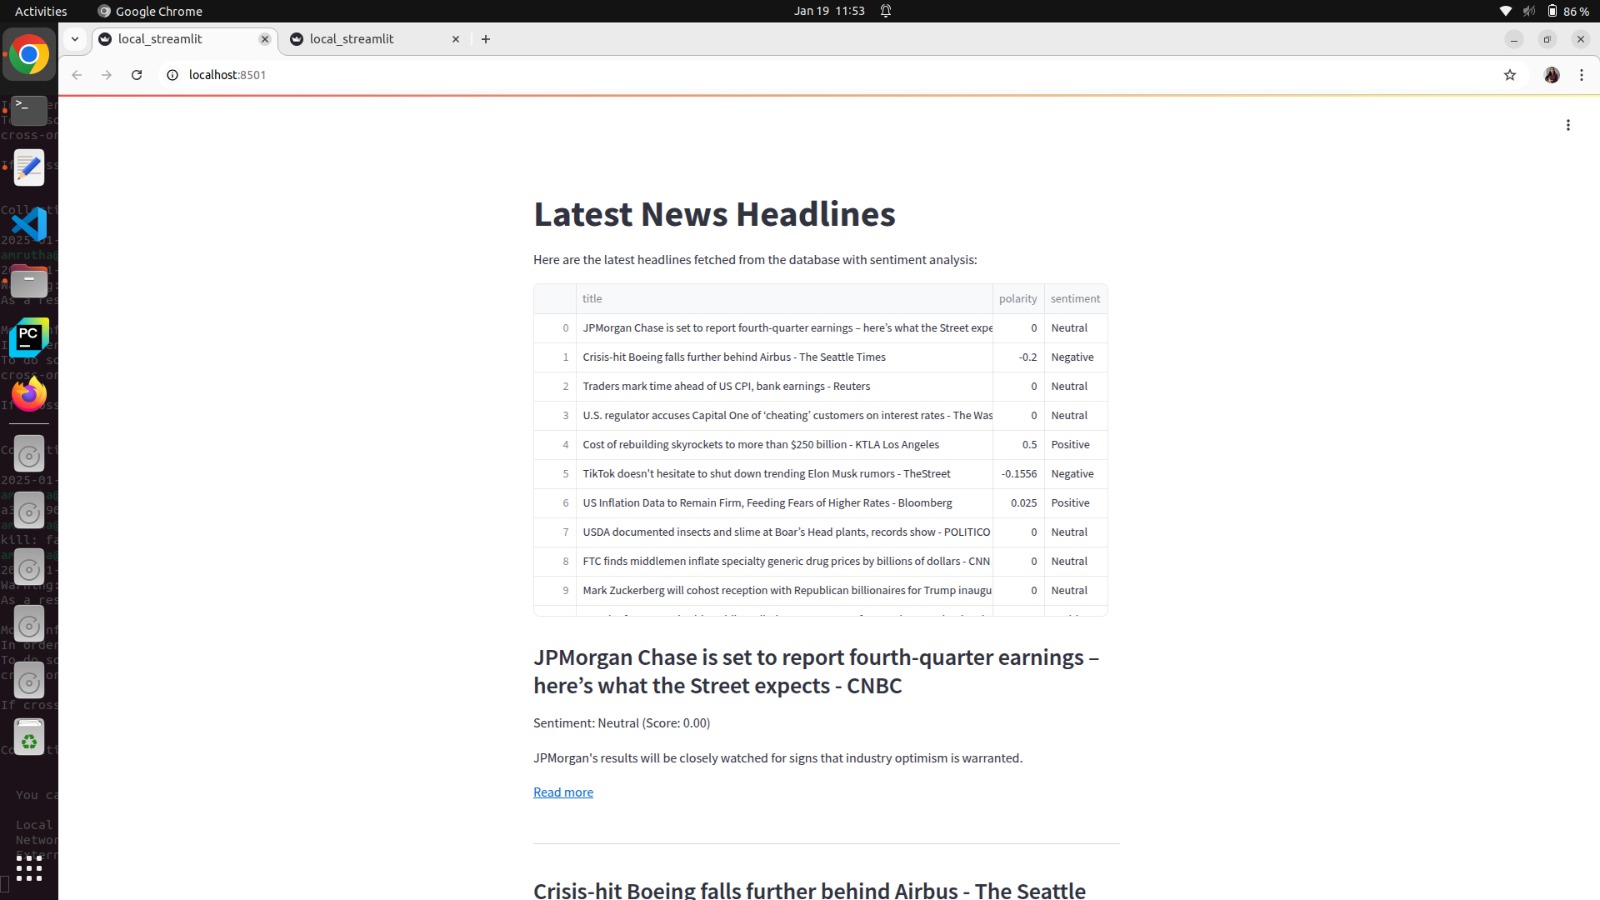 Activities
Google Chrome
Jan 19 11:53
86 %
local_streamlit
local_streamlit
localhost:8501
Latest News Headlines
Here are the latest headlines fetched from the database with sentiment analysis:
title polarity sentiment
0 JPMorgan Chase is set to report fourth-quarter earnings – here’s what the Street expe 0 Neutral
1 Crisis-hit Boeing falls further behind Airbus - The Seattle Times -0.2 Negative
2 Traders mark time ahead of US CPI, bank earnings - Reuters 0 Neutral
3 U.S. regulator accuses Capital One of ‘cheating’ customers on interest rates - The Was 0 Neutral
4 Cost of rebuilding skyrockets to more than $250 billion - KTLA Los Angeles 0.5 Positive
5 TikTok doesn’t hesitate to shut down trending Elon Musk rumors - TheStreet -0.1556 Negative
6 US Inflation Data to Remain Firm, Feeding Fears of Higher Rates - Bloomberg 0.025 Positive
7 USDA documented insects and slime at Boar’s Head plants, records show - POLITICO 0 Neutral
8 FTC finds middlemen inflate specialty generic drug prices by billions of dollars - CNN 0 Neutral
9 Mark Zuckerberg will cohost reception with Republican billionaires for Trump inaugu 0 Neutral
JPMorgan Chase is set to report fourth-quarter earnings –
here’s what the Street expects - CNBC
Sentiment: Neutral (Score: 0.00)
JPMorgan's results will be closely watched for signs that industry optimism is warranted.
Read more
Crisis-hit Boeing falls further behind Airbus - The Seattle
PC
You ca
Local
Networ